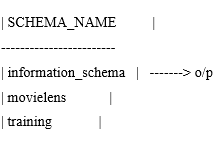 | SCHEMA_NAME |
------------------------
| information_schema | -------> o/p
| movielens |
| training |